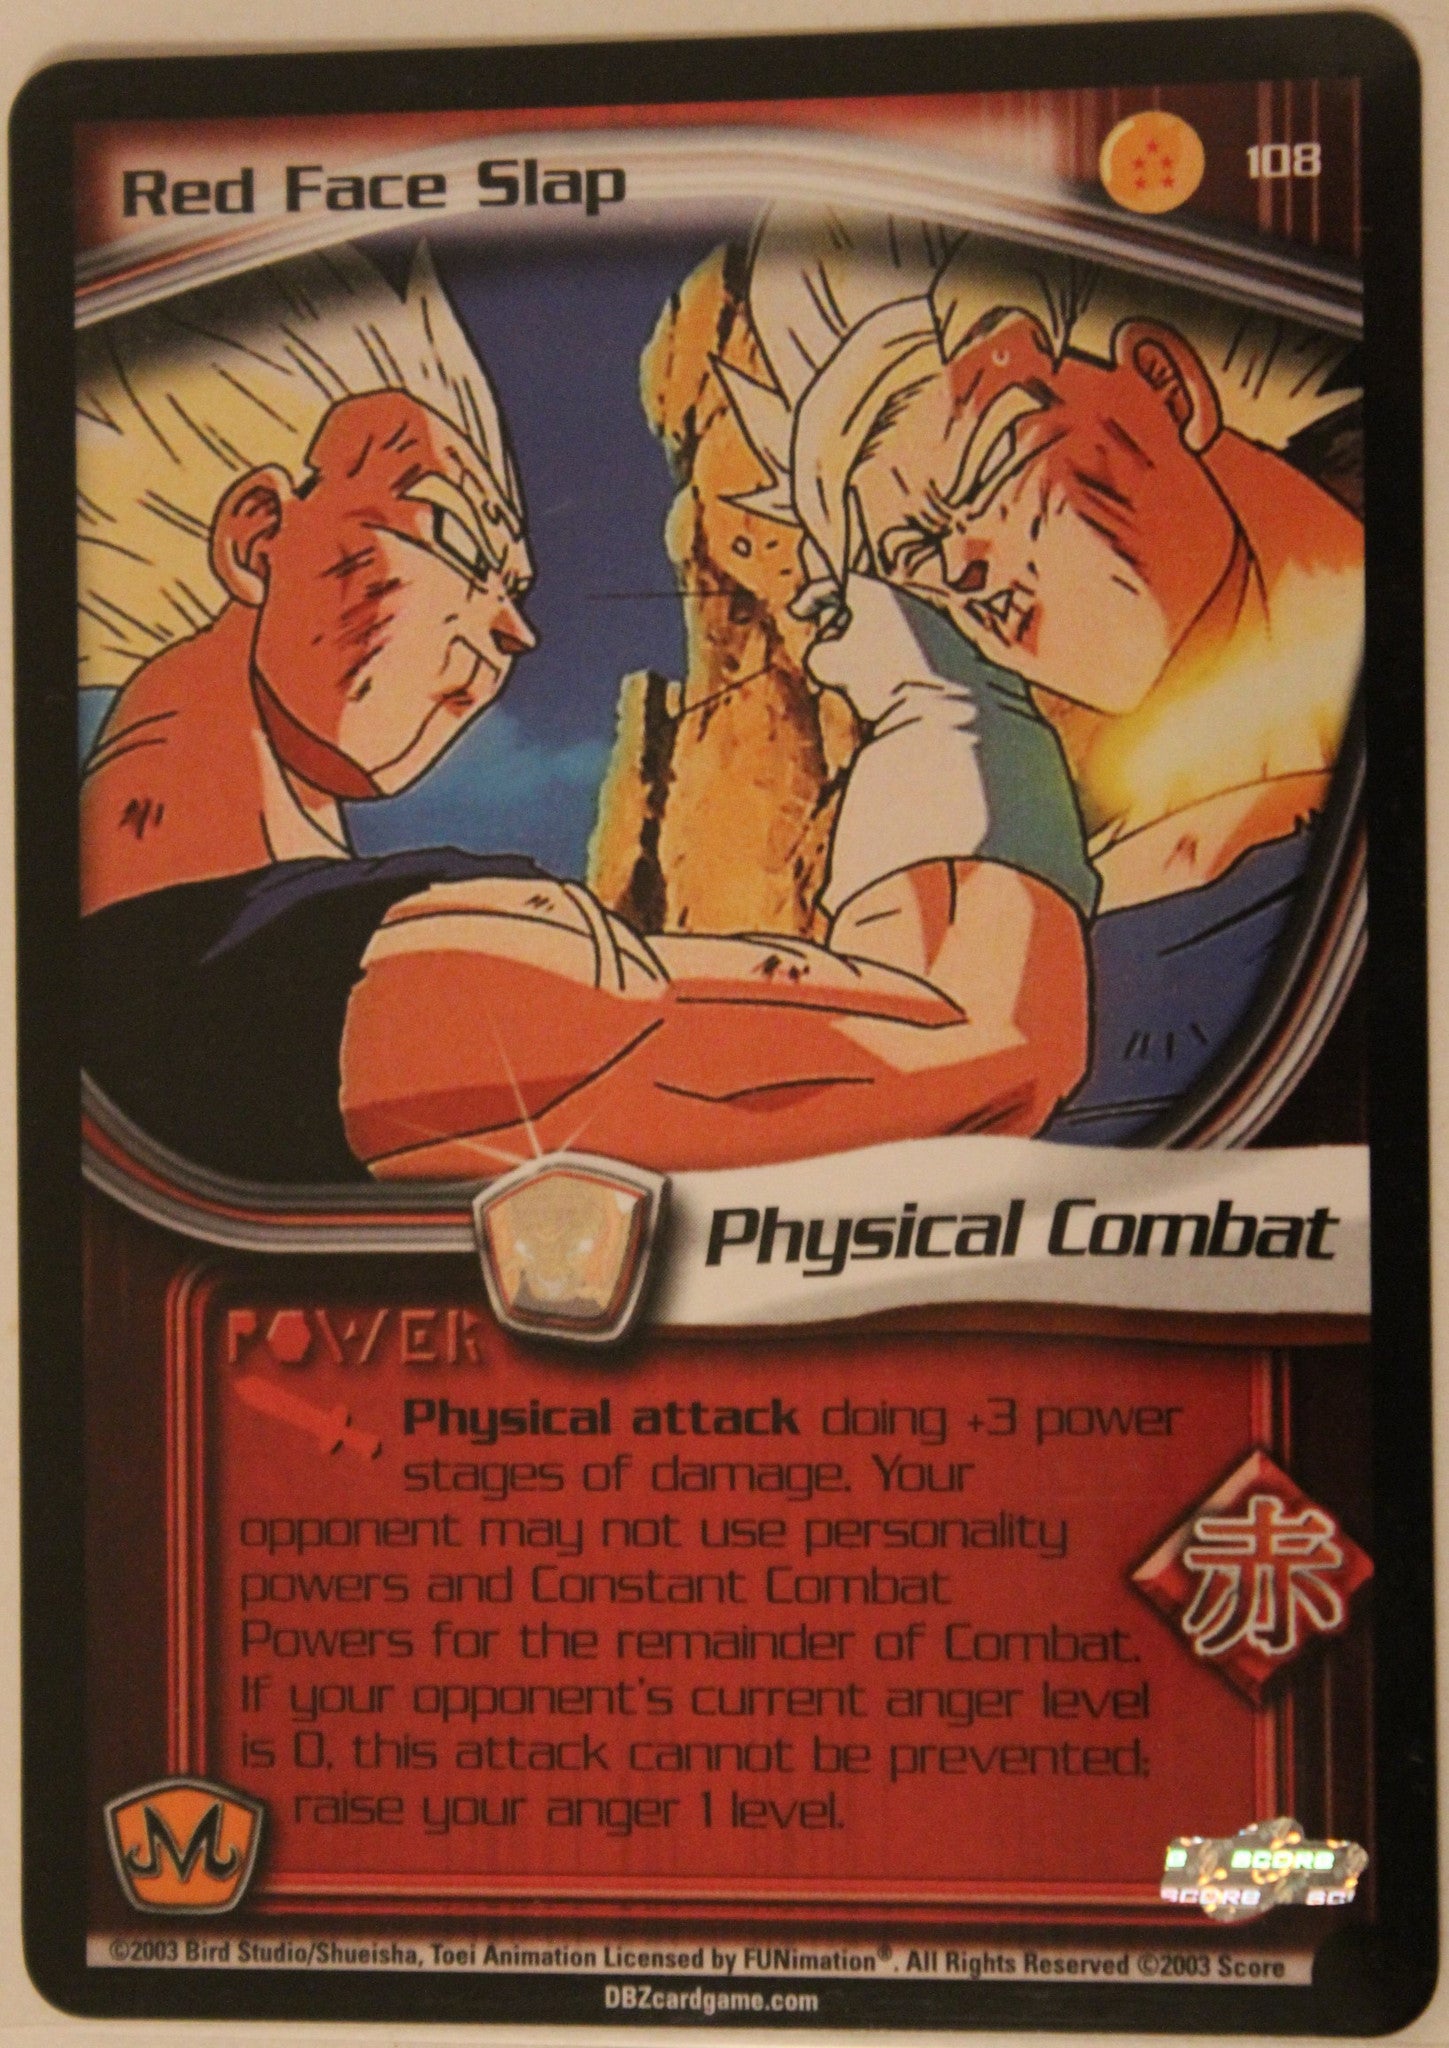 Red Face Slap
108
Physical Combat
POWER
Physical attack doing +3 power
stages of damage. Your
opponent may not use personality
powers and Constant Combat
Powers for the remainder of Combat.
If your opponent's current anger level
is 0, this attack cannot be prevented;
raise your anger 1 level.
赤
M
SCORE
SCORE
©2003 Bird Studio/Shueisha, Toei Animation Licensed by FUNimation®. All Rights Reserved ©2003 Score
DBZcardgame.com